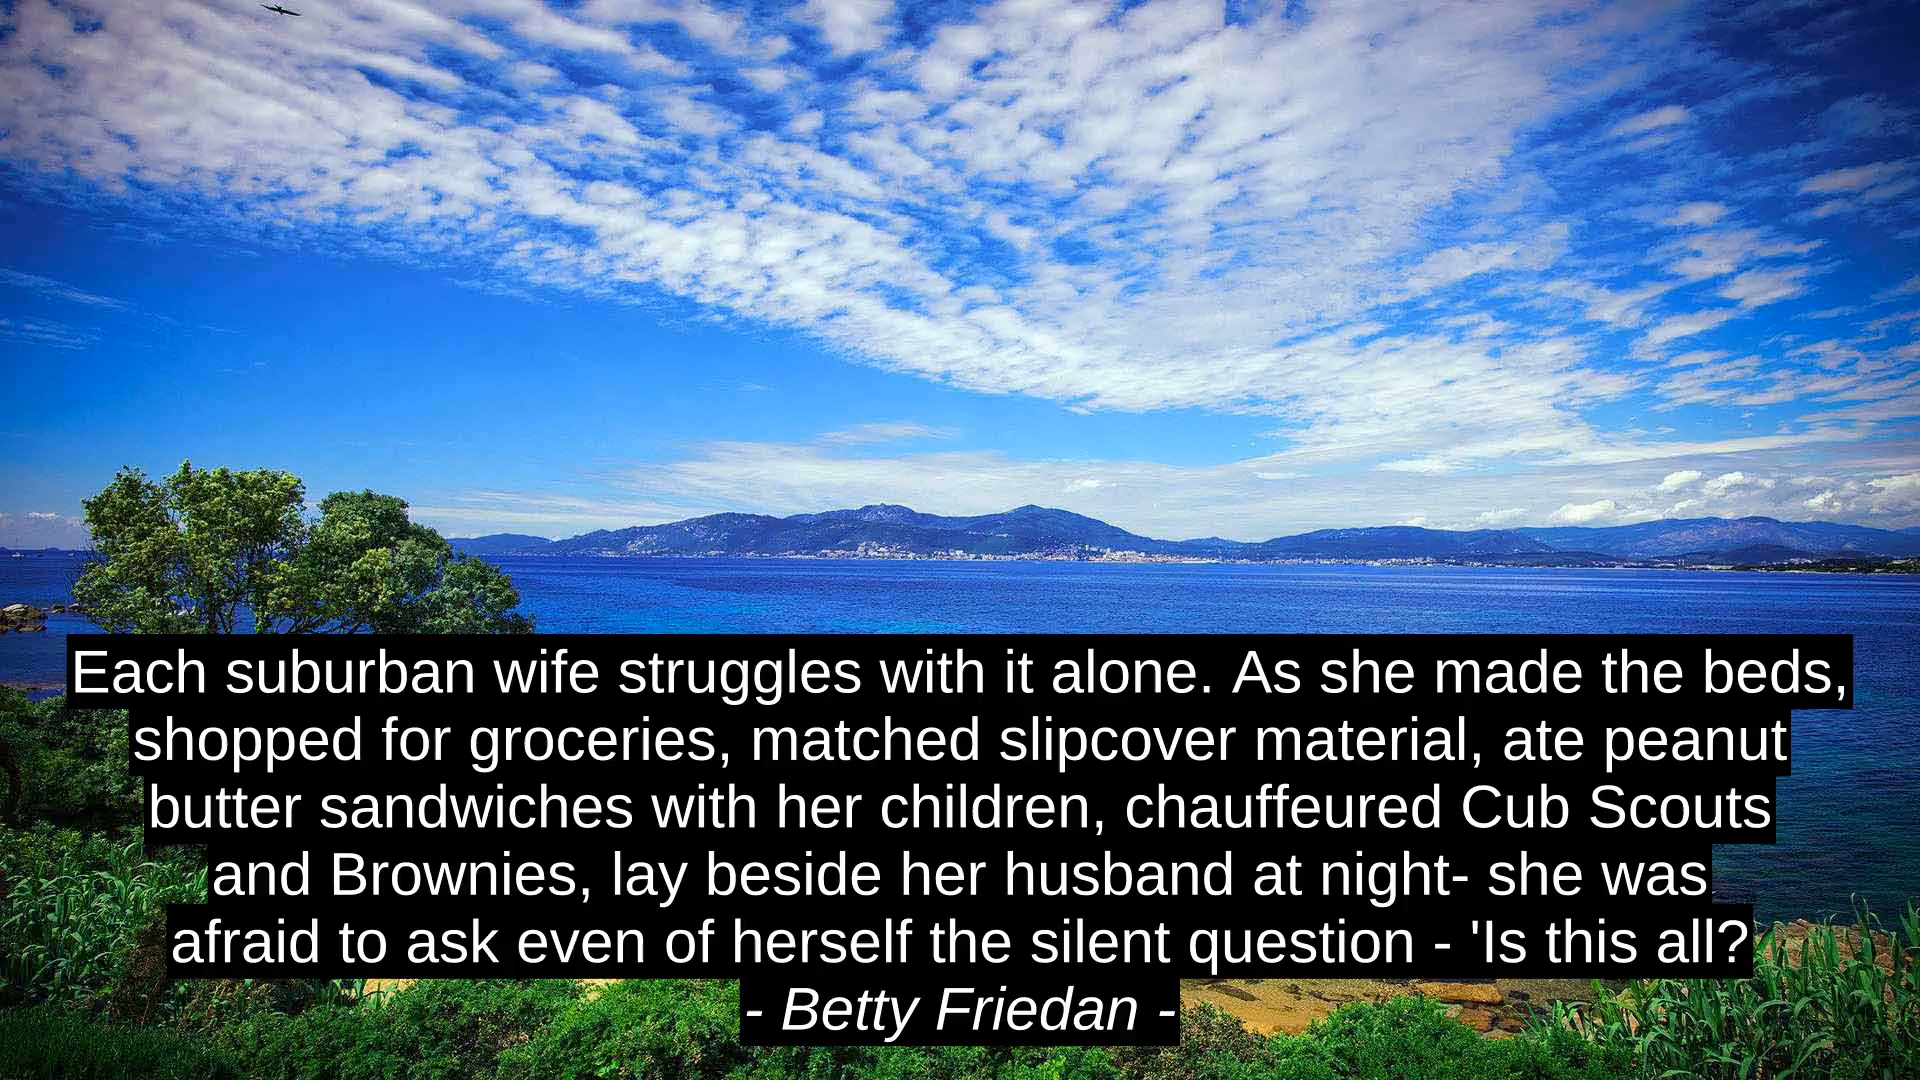 Each suburban wife struggles with it alone. As she made the beds,
shopped for groceries, matched slipcover material, ate peanut
butter sandwiches with her children, chauffeured Cub Scouts
and Brownies, lay beside her husband at night- she was
afraid to ask even of herself the silent question - 'Is this all?
- Betty Friedan -